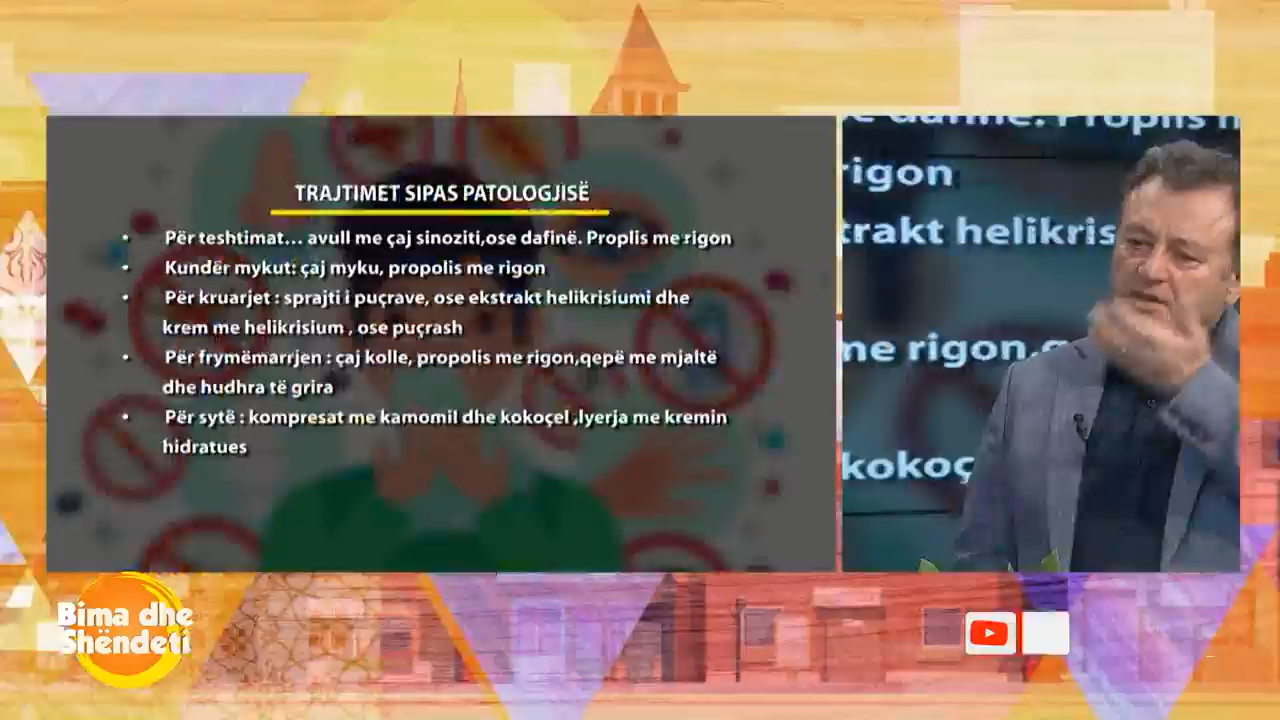 TRAJTIMET SIPAS PATOLOGJISË
• Për teshtimat... avull me çaj sinoziti,ose dafinë. Proplis me rigon
• Kundër mykut: çaj myku, propolis me rigon
• Për kruarjet : sprajti i puçrave, ose ekstrakt helikrisiumi dhe
krem me helikrisium , ose puçrash
• Për frymëmarrjen : çaj kolle, propolis me rigon,qepë me mjaltë
dhe hudhra të grira
• Për sytë : kompresat me kamomil dhe kokoçel ,lyerja me kremin
hidratues
dafinë. Proplis m
rigon
trakt helikris
me rigon,q
kokoç
Bima dhe
Shëndeti